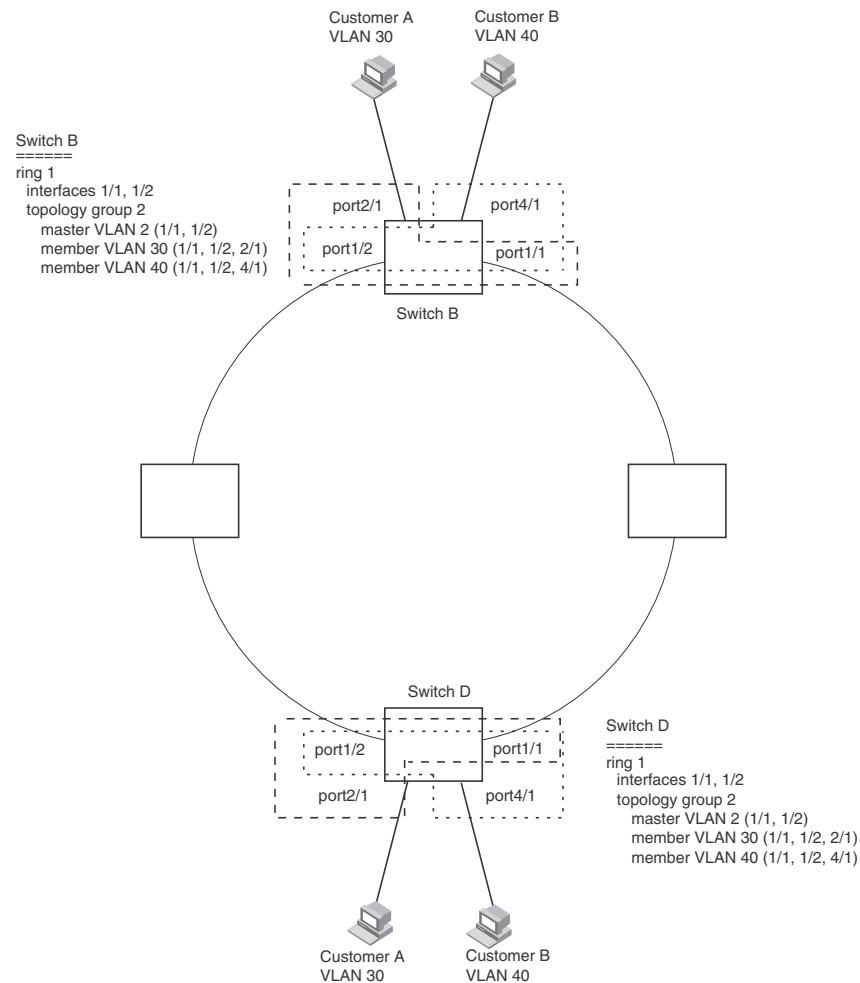 Customer A
VLAN 30
Customer B
VLAN 40
Switch B
======
ring 1
interfaces 1/1, 1/2
topology group 2
master VLAN 2 (1/1, 1/2)
member VLAN 30 (1/1, 1/2, 2/1)
member VLAN 40 (1/1, 1/2, 4/1)
port2/1
port4/1
port1/2
port1/1
Switch B
Switch D
port1/2
port1/1
port2/1
port4/1
Switch D
======
ring 1
interfaces 1/1, 1/2
topology group 2
master VLAN 2 (1/1, 1/2)
member VLAN 30 (1/1, 1/2, 2/1)
member VLAN 40 (1/1, 1/2, 4/1)
Customer A
VLAN 30
Customer B
VLAN 40